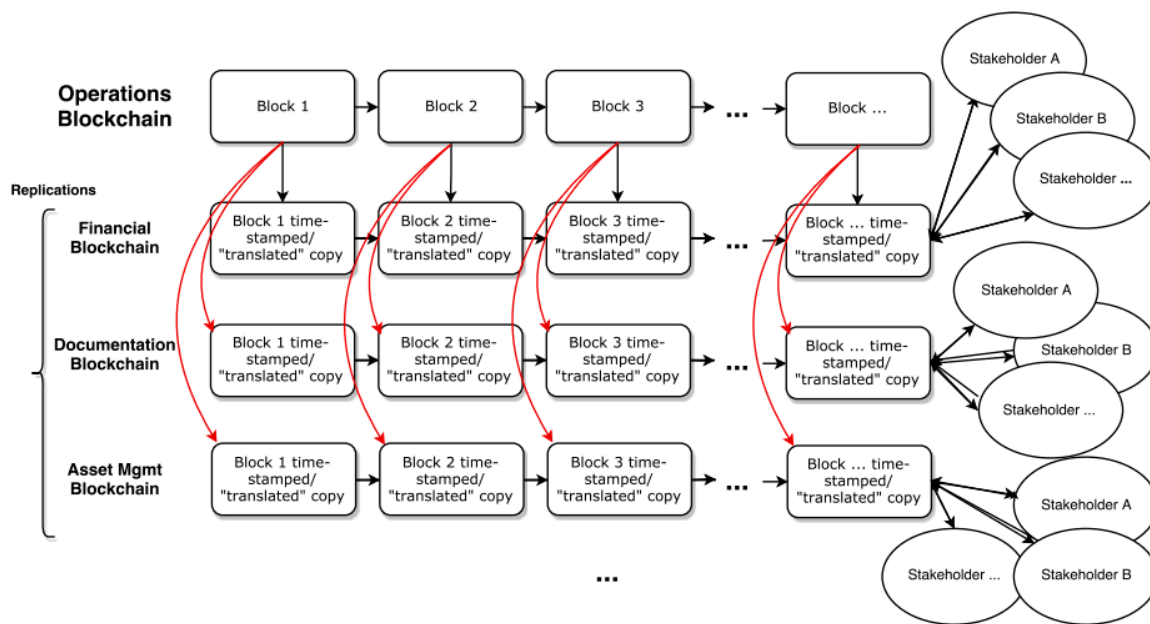 Operations
Blockchain
Block 1
Block 2
Block 3
...
Block ...
Stakeholder A
Stakeholder B
Stakeholder ...
Replications
Financial
Blockchain
Block 1 time-
stamped/
"translated" copy
Block 2 time-
stamped/
"translated" copy
Block 3 time-
stamped/
"translated" copy
...
Block ... time-
stamped/
"translated" copy
Documentation
Blockchain
Block 1 time-
stamped/
"translated" copy
Block 2 time-
stamped/
"translated" copy
Block 3 time-
stamped/
"translated" copy
...
Block ... time-
stamped/
"translated" copy
Stakeholder A
Stakeholder B
Stakeholder ...
Asset Mgmt
Blockchain
Block 1 time-
stamped/
"translated" copy
Block 2 time-
stamped/
"translated" copy
Block 3 time-
stamped/
"translated" copy
...
Block ... time-
stamped/
"translated" copy
Stakeholder A
Stakeholder ...
Stakeholder B
...